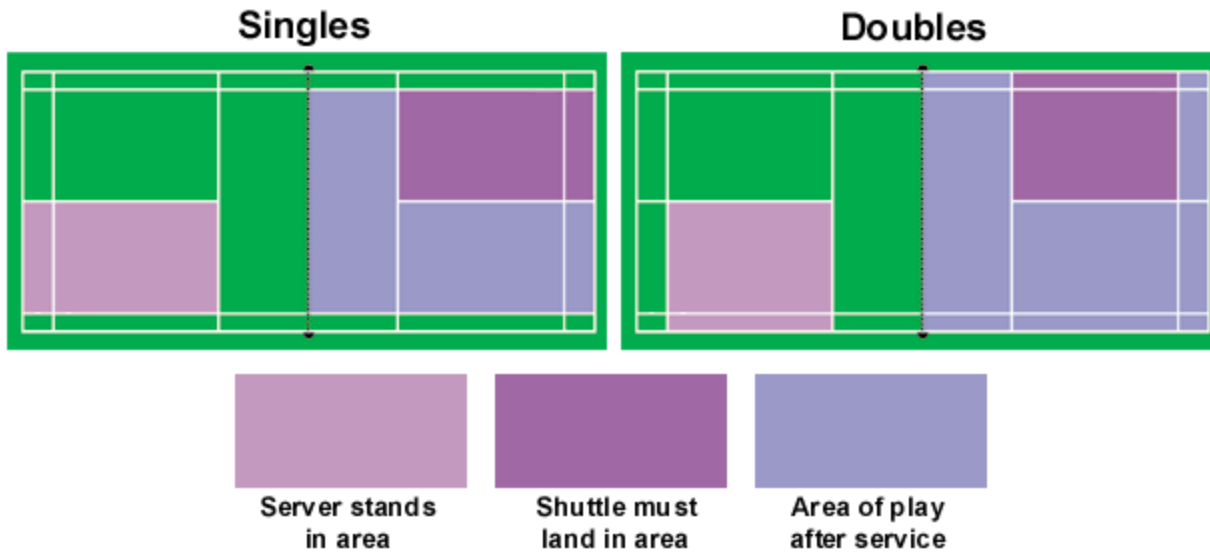 Singles
Doubles
Server stands
in area
Shuttle must
land in area
Area of play
after service